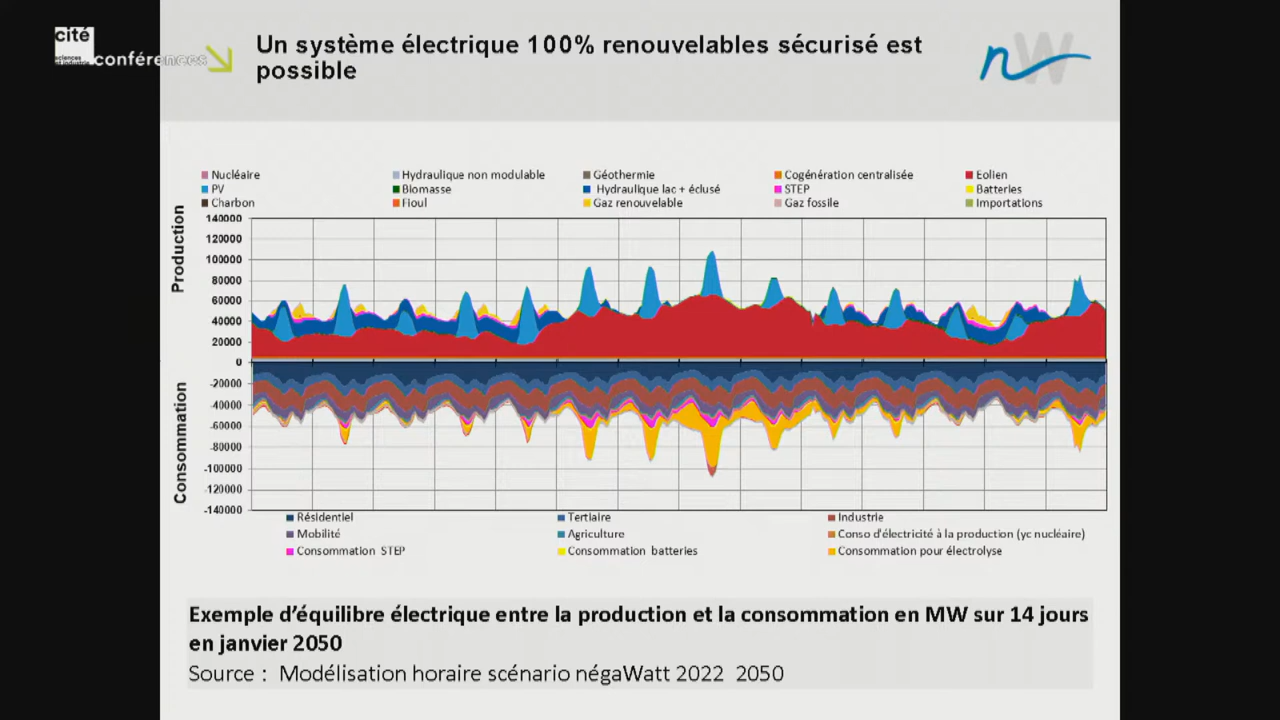 cité
sciences
et industrie
conférences
Un système électrique 100% renouvelables sécurisé est
possible
nW
Nucléaire Hydraulique non modulable Géothermie Cogénération centralisée Eolien
PV Biomasse Hydraulique lac + éclusé STEP Batteries
Charbon Fioul Gaz renouvelable Gaz fossile Importations
Production
140000
120000
100000
80000
60000
40000
20000
0
Consommation
-20000
-40000
-60000
-80000
-100000
-120000
-140000
Résidentiel Tertiaire Industrie
Mobilité Agriculture Conso d'électricité à la production (yc nucléaire)
Consommation STEP Consommation batteries Consommation pour électrolyse
Exemple d'équilibre électrique entre la production et la consommation en MW sur 14 jours
en janvier 2050
Source : Modélisation horaire scénario négaWatt 2022 2050